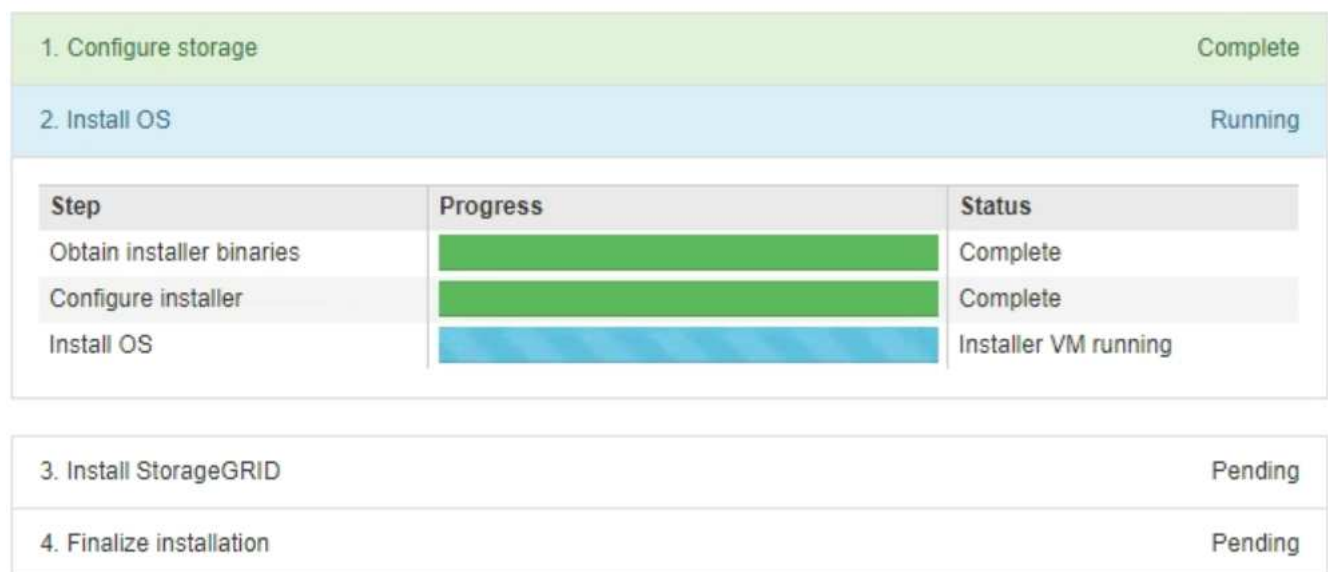 1. Configure storage Complete
2. Install OS Running
Step Progress Status
Obtain installer binaries Complete
Configure installer Complete
Install OS Installer VM running
3. Install StorageGRID Pending
4. Finalize installation Pending